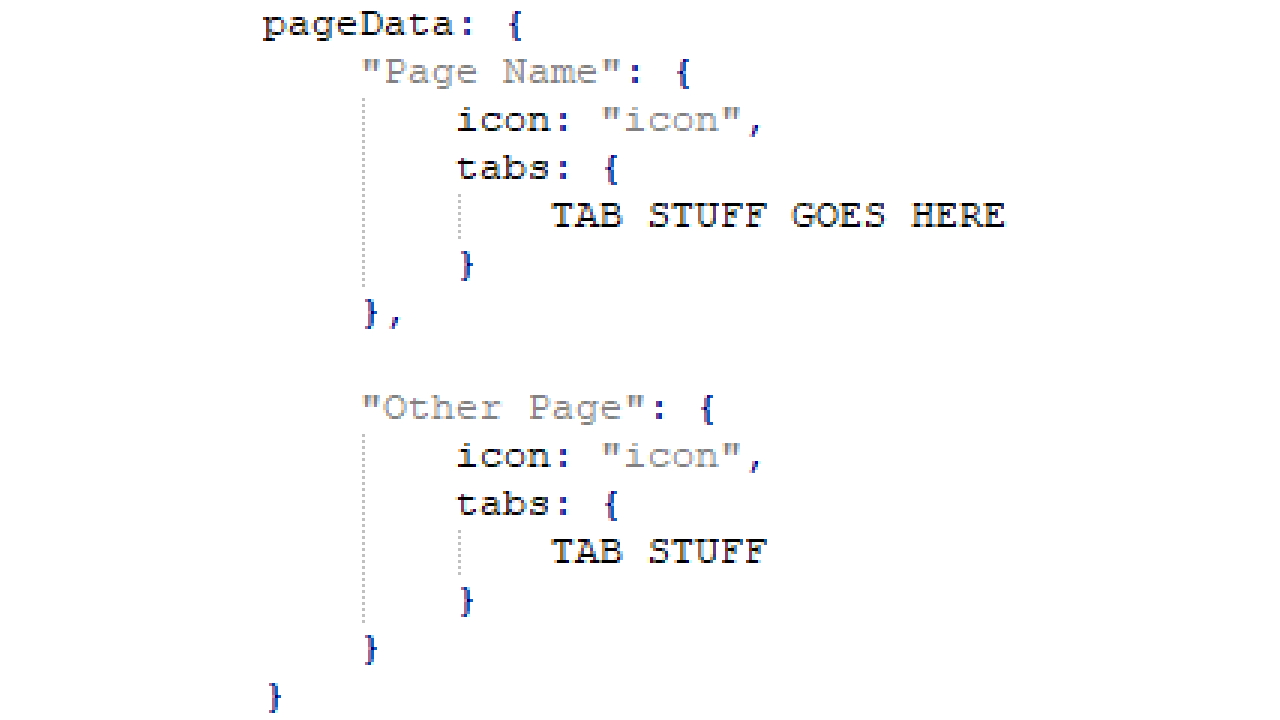 pageData: {
"Page Name": {
icon: "icon",
tabs: {
TAB STUFF GOES HERE
}
},
"Other Page": {
icon: "icon",
tabs: {
TAB STUFF
}
}
}